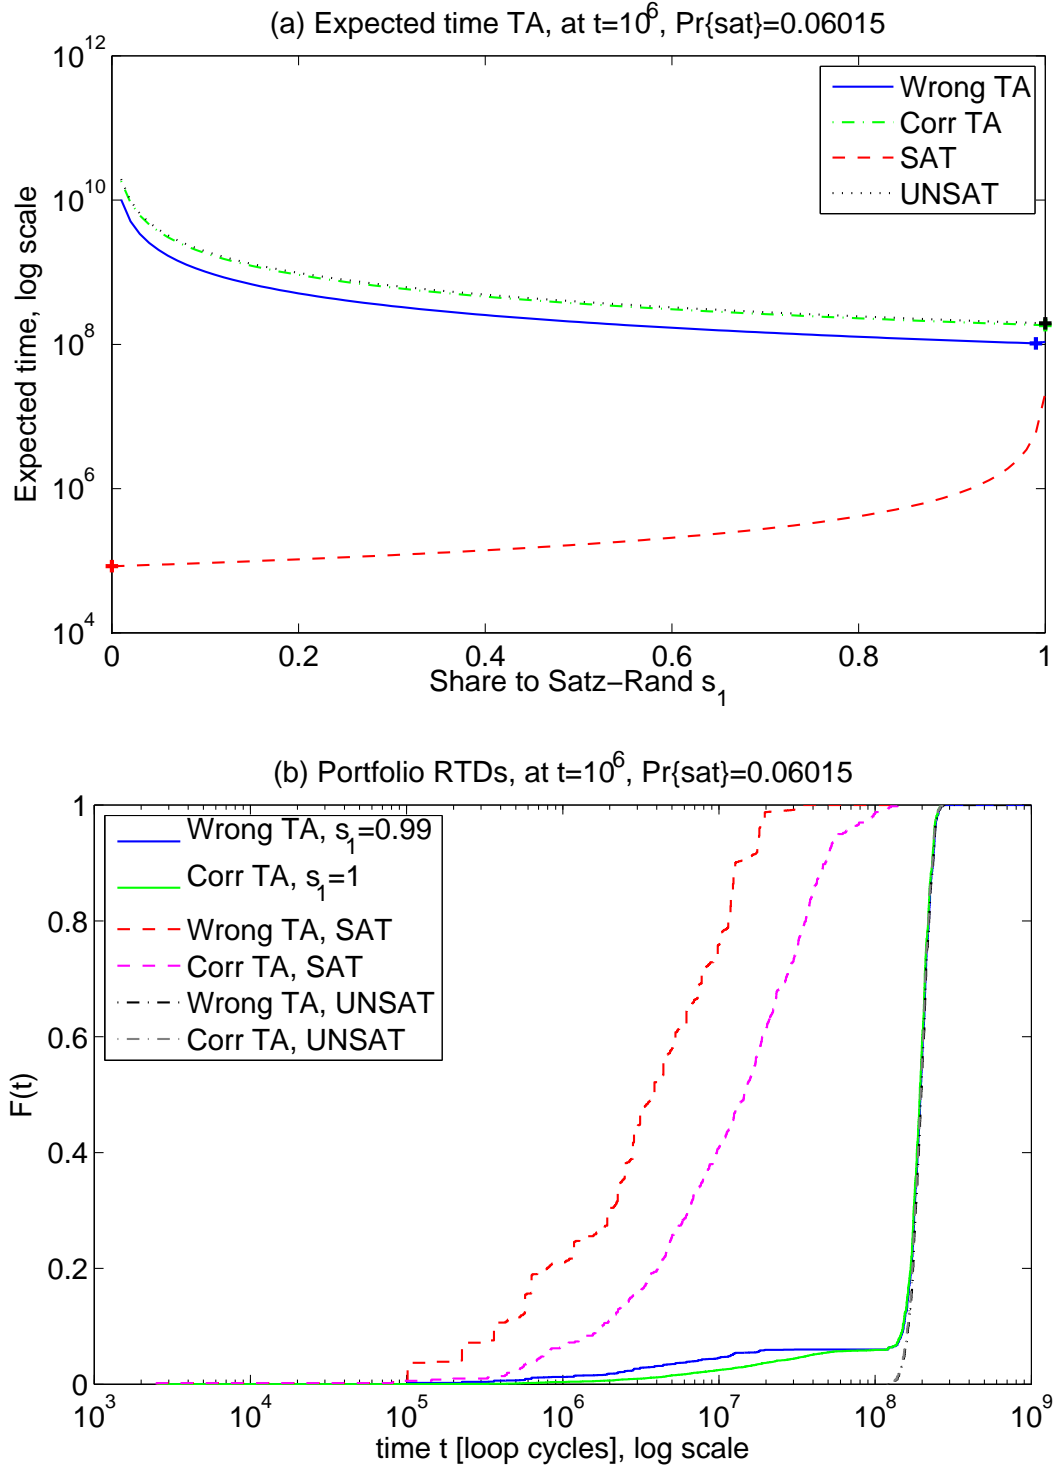 (a) Expected time TA, at t=10^6, Pr{sat}=0.06015
10^12
10^10
10^8
10^6
10^4
Expected time, log scale
Wrong TA
Corr TA
SAT
UNSAT
0
0.2
0.4
0.6
0.8
1
Share to Satz−Rand s_1
(b) Portfolio RTDs, at t=10^6, Pr{sat}=0.06015
1
0.8
0.6
0.4
0.2
0
F(t)
Wrong TA, s_1=0.99
Corr TA, s_1=1
Wrong TA, SAT
Corr TA, SAT
Wrong TA, UNSAT
Corr TA, UNSAT
10^3
10^4
10^5
10^6
10^7
10^8
10^9
time t [loop cycles], log scale